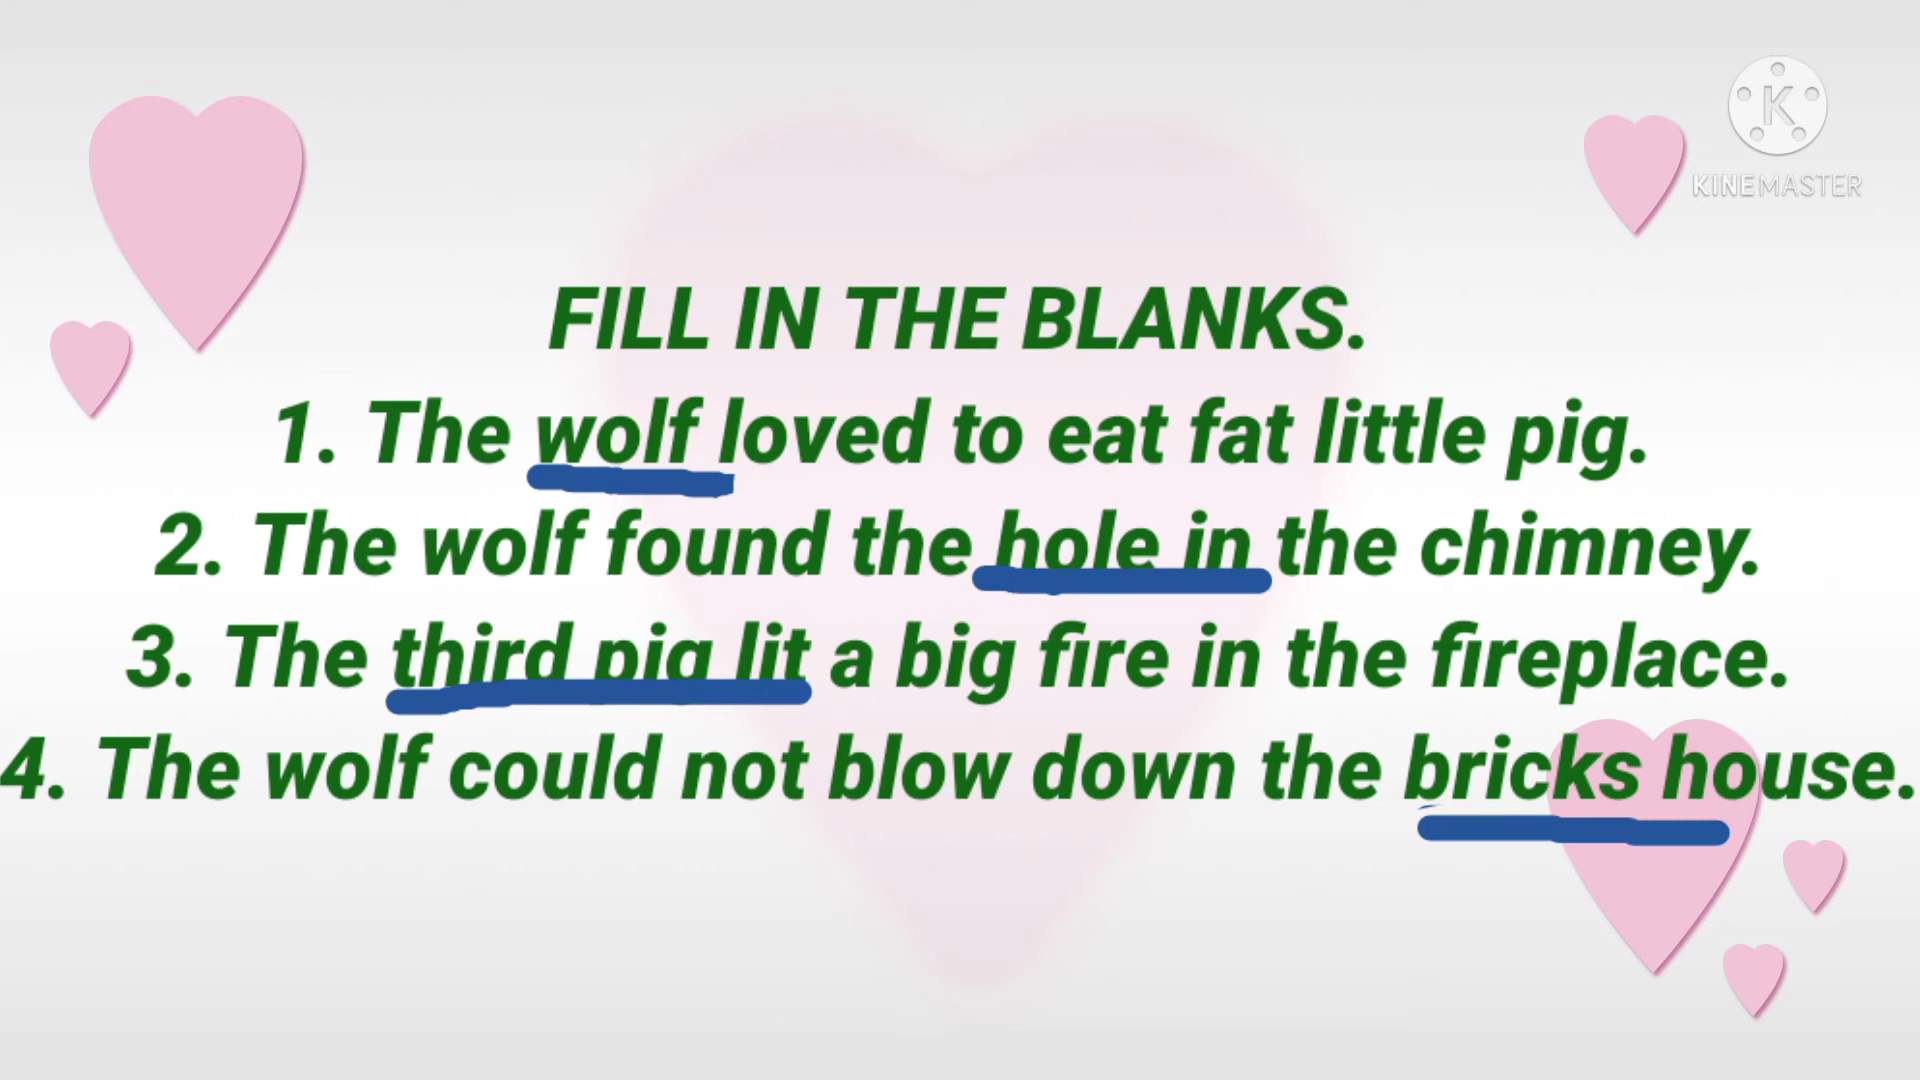 K
KINEMASTER
FILL IN THE BLANKS.
1. The wolf loved to eat fat little pig.
2. The wolf found the hole in the chimney.
3. The third pig lit a big fire in the fireplace.
4. The wolf could not blow down the bricks house.